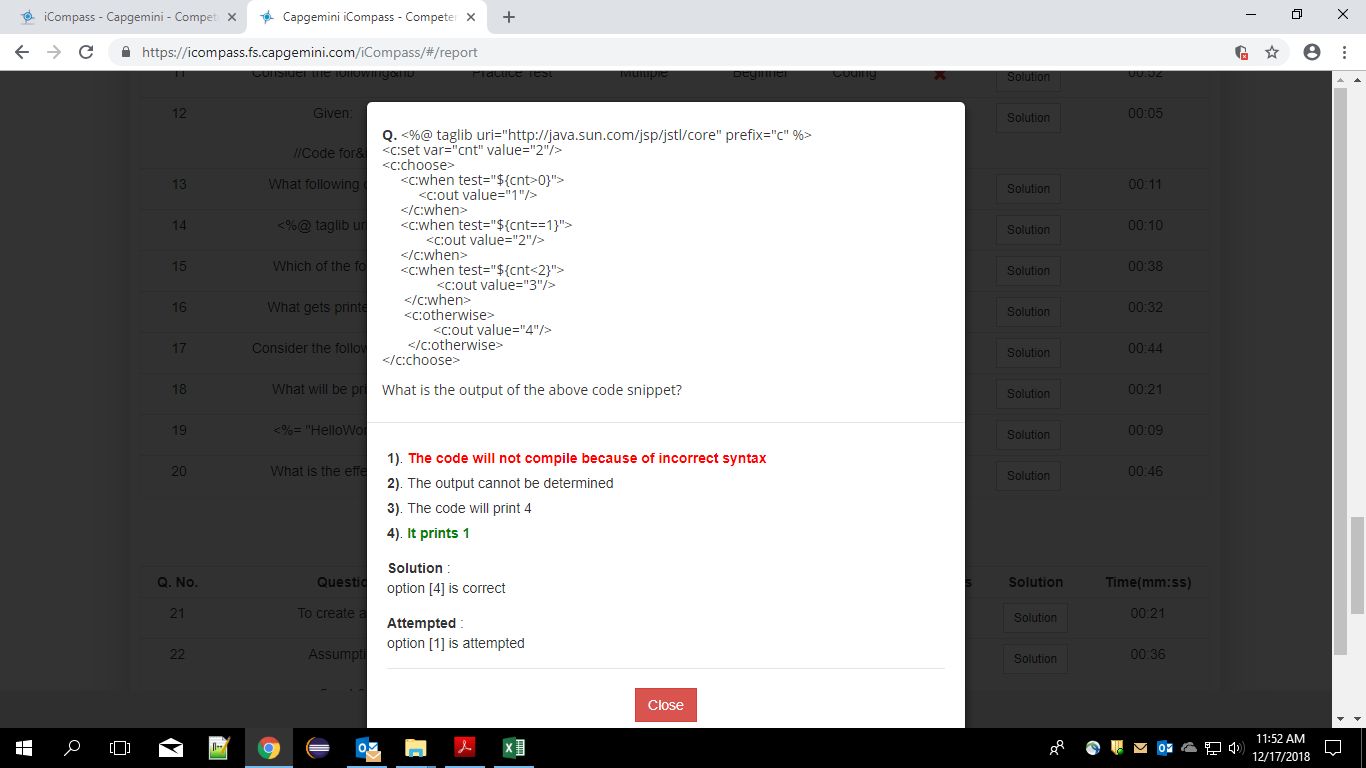 iCompass - Capgemini - Compet
Capgemini iCompass - Competen
https://icompass.fs.capgemini.com/iCompass/#/report
11 Consider the following&nb Practice Test Multiple Beginner Coding Solution 00:52
12 Given: Solution 00:05
//Code for&
13 What following Solution 00:11
14 <%@ taglib ur Solution 00:10
15 Which of the fo Solution 00:38
16 What gets printe Solution 00:32
17 Consider the follow Solution 00:44
18 What will be pri Solution 00:21
19 <%= "HelloWor Solution 00:09
20 What is the effe Solution 00:46
Q. No. Questic s Solution Time(mm:ss)
21 To create a Solution 00:21
22 Assumpti Solution 00:36
Q. <%@ taglib uri="http://java.sun.com/jsp/jstl/core" prefix="c" %>
<c:set var="cnt" value="2"/>
<c:choose>
<c:when test="${cnt>0}">
<c:out value="1"/>
</c:when>
<c:when test="${cnt==1}">
<c:out value="2"/>
</c:when>
<c:when test="${cnt<2}">
<c:out value="3"/>
</c:when>
<c:otherwise>
<c:out value="4"/>
</c:otherwise>
</c:choose>
What is the output of the above code snippet?
1). The code will not compile because of incorrect syntax
2). The output cannot be determined
3). The code will print 4
4). It prints 1
Solution :
option [4] is correct
Attempted :
option [1] is attempted
Close
11:52 AM
12/17/2018